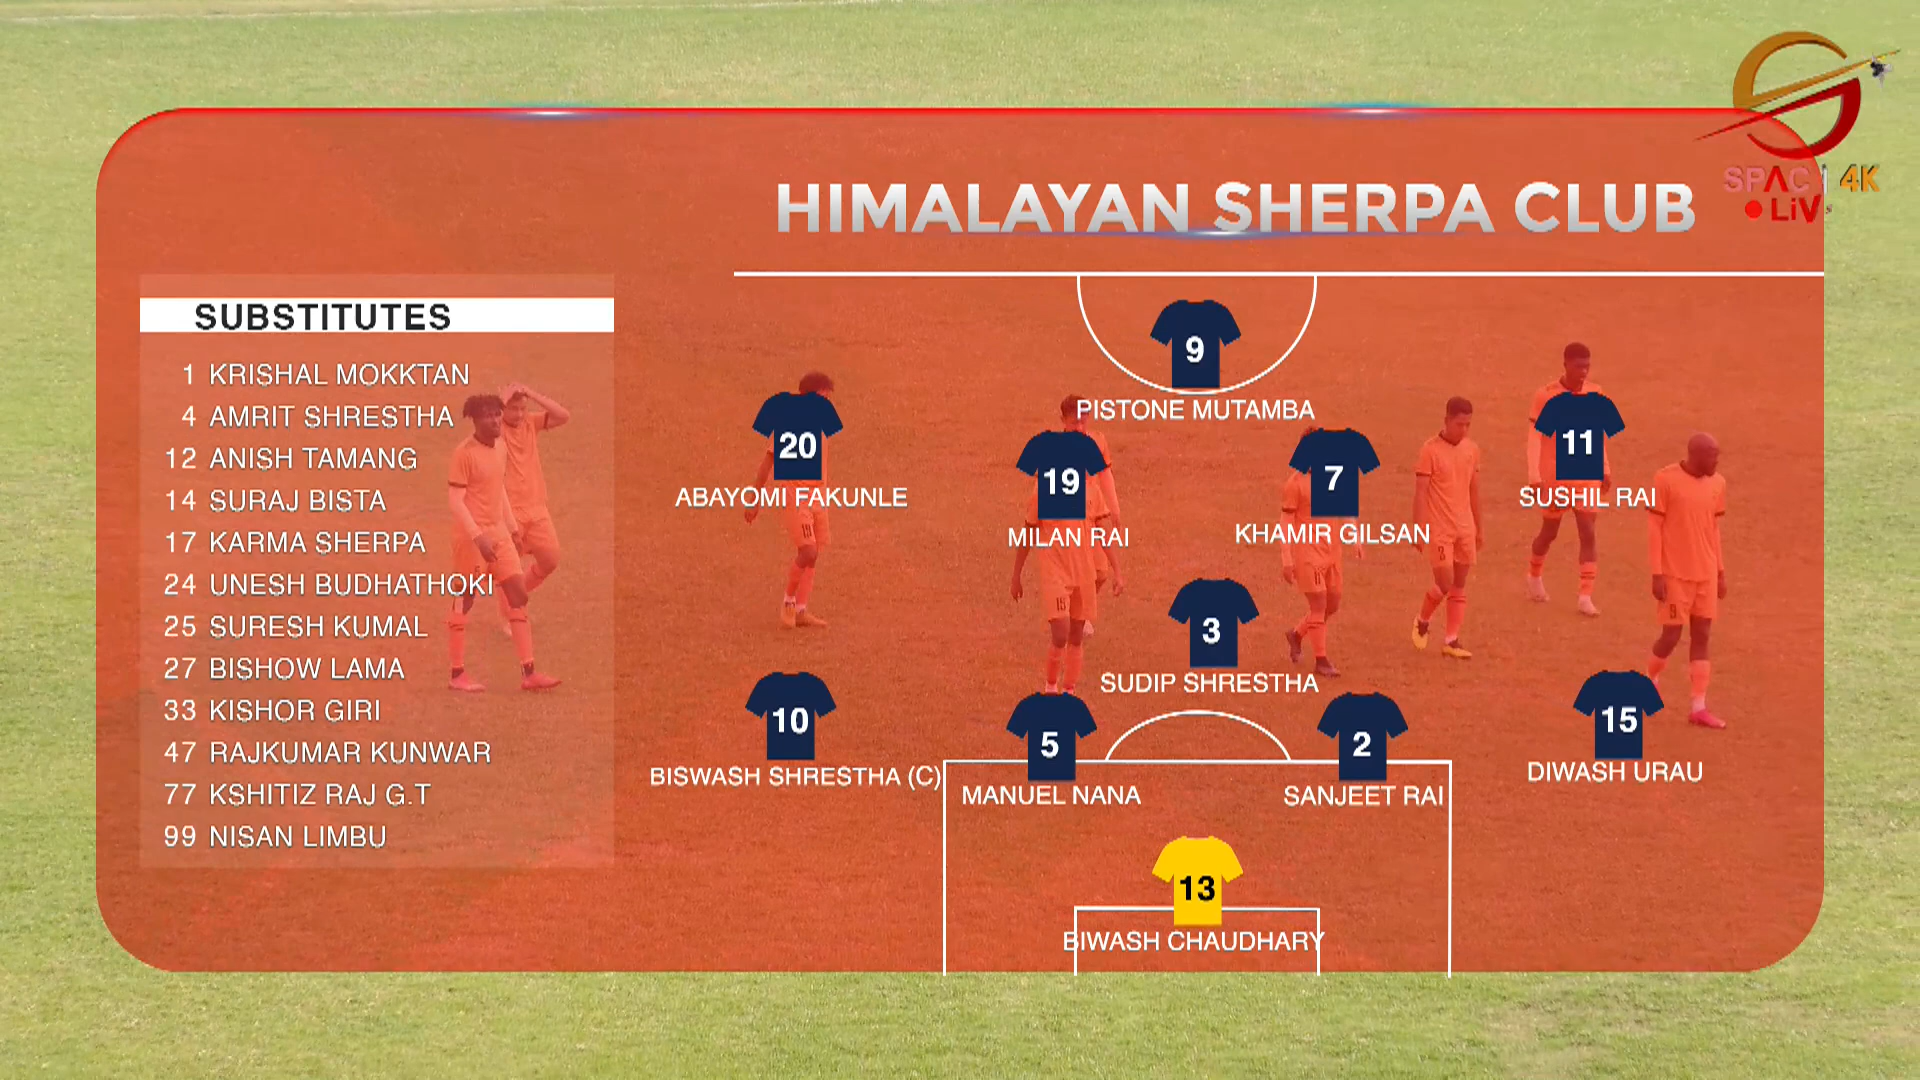 HIMALAYAN SHERPA CLUB
4K
LiV
SUBSTITUTES
1 KRISHAL MOKKTAN
4 AMRIT SHRESTHA
12 ANISH TAMANG
14 SURAJ BISTA
17 KARMA SHERPA
24 UNESH BUDHATHOKI
25 SURESH KUMAL
27 BISHOW LAMA
33 KISHOR GIRI
47 RAJKUMAR KUNWAR
77 KSHITIZ RAJ G.T
99 NISAN LIMBU
9
PISTONE MUTAMBA
20
ABAYOMI FAKUNLE
19
MILAN RAI
7
KHAMIR GILSAN
11
SUSHIL RAI
3
SUDIP SHRESTHA
10
BISWASH SHRESTHA (C)
5
MANUEL NANA
2
SANJEET RAI
15
DIWASH URAU
13
BIWASH CHAUDHARY